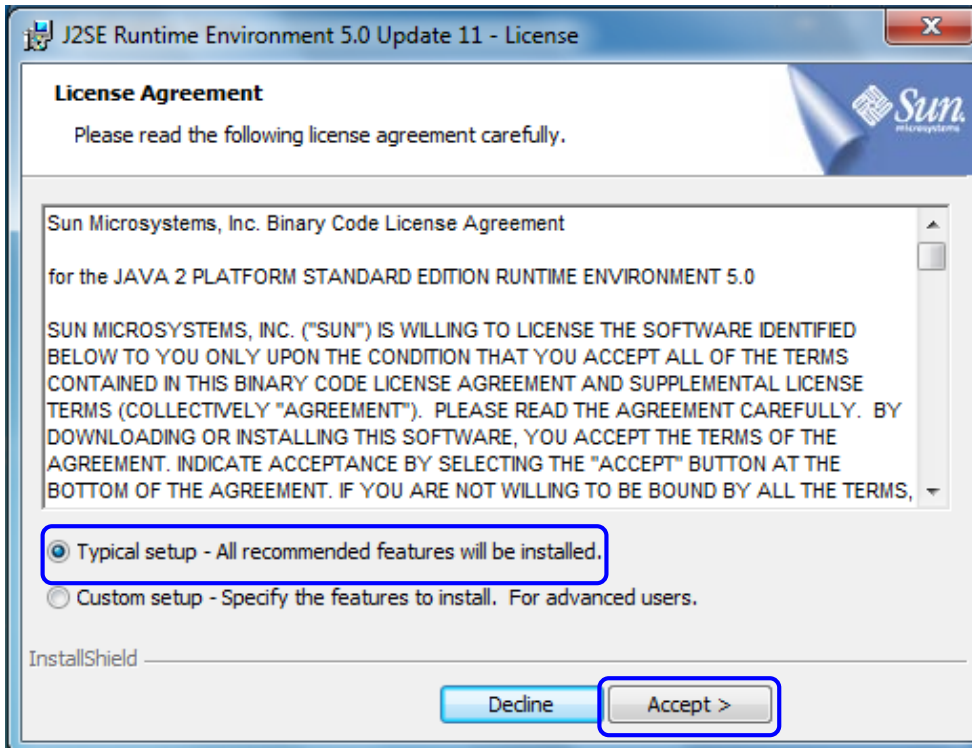 J2SE Runtime Environment 5.0 Update 11 - License
License Agreement
Please read the following license agreement carefully.
Sun
microsystems
Sun Microsystems, Inc. Binary Code License Agreement
for the JAVA 2 PLATFORM STANDARD EDITION RUNTIME ENVIRONMENT 5.0
SUN MICROSYSTEMS, INC. ("SUN") IS WILLING TO LICENSE THE SOFTWARE IDENTIFIED
BELOW TO YOU ONLY UPON THE CONDITION THAT YOU ACCEPT ALL OF THE TERMS
CONTAINED IN THIS BINARY CODE LICENSE AGREEMENT AND SUPPLEMENTAL LICENSE
TERMS (COLLECTIVELY "AGREEMENT").  PLEASE READ THE AGREEMENT CAREFULLY.  BY
DOWNLOADING OR INSTALLING THIS SOFTWARE, YOU ACCEPT THE TERMS OF THE
AGREEMENT. INDICATE ACCEPTANCE BY SELECTING THE "ACCEPT" BUTTON AT THE
BOTTOM OF THE AGREEMENT. IF YOU ARE NOT WILLING TO BE BOUND BY ALL THE TERMS,
Typical setup - All recommended features will be installed.
Custom setup - Specify the features to install.  For advanced users.
InstallShield
Decline
Accept >